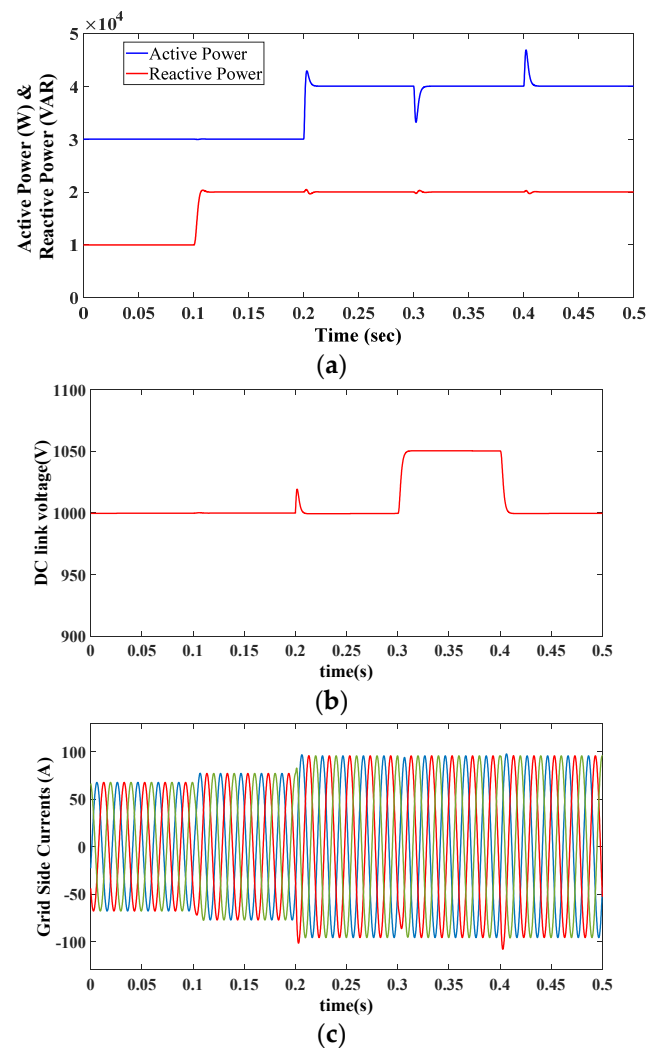 ×10⁴
5
4
3
2
1
0
Active Power (W) &
Reactive Power (VAR)
Active Power
Reactive Power
0 0.05 0.1 0.15 0.2 0.25 0.3 0.35 0.4 0.45 0.5
Time (sec)
(a)
1100
1050
1000
950
900
DC link voltage(V)
0 0.05 0.1 0.15 0.2 0.25 0.3 0.35 0.4 0.45 0.5
time(s)
(b)
100
50
0
-50
-100
Grid Side Currents (A)
0 0.05 0.1 0.15 0.2 0.25 0.3 0.35 0.4 0.45 0.5
time(s)
(c)